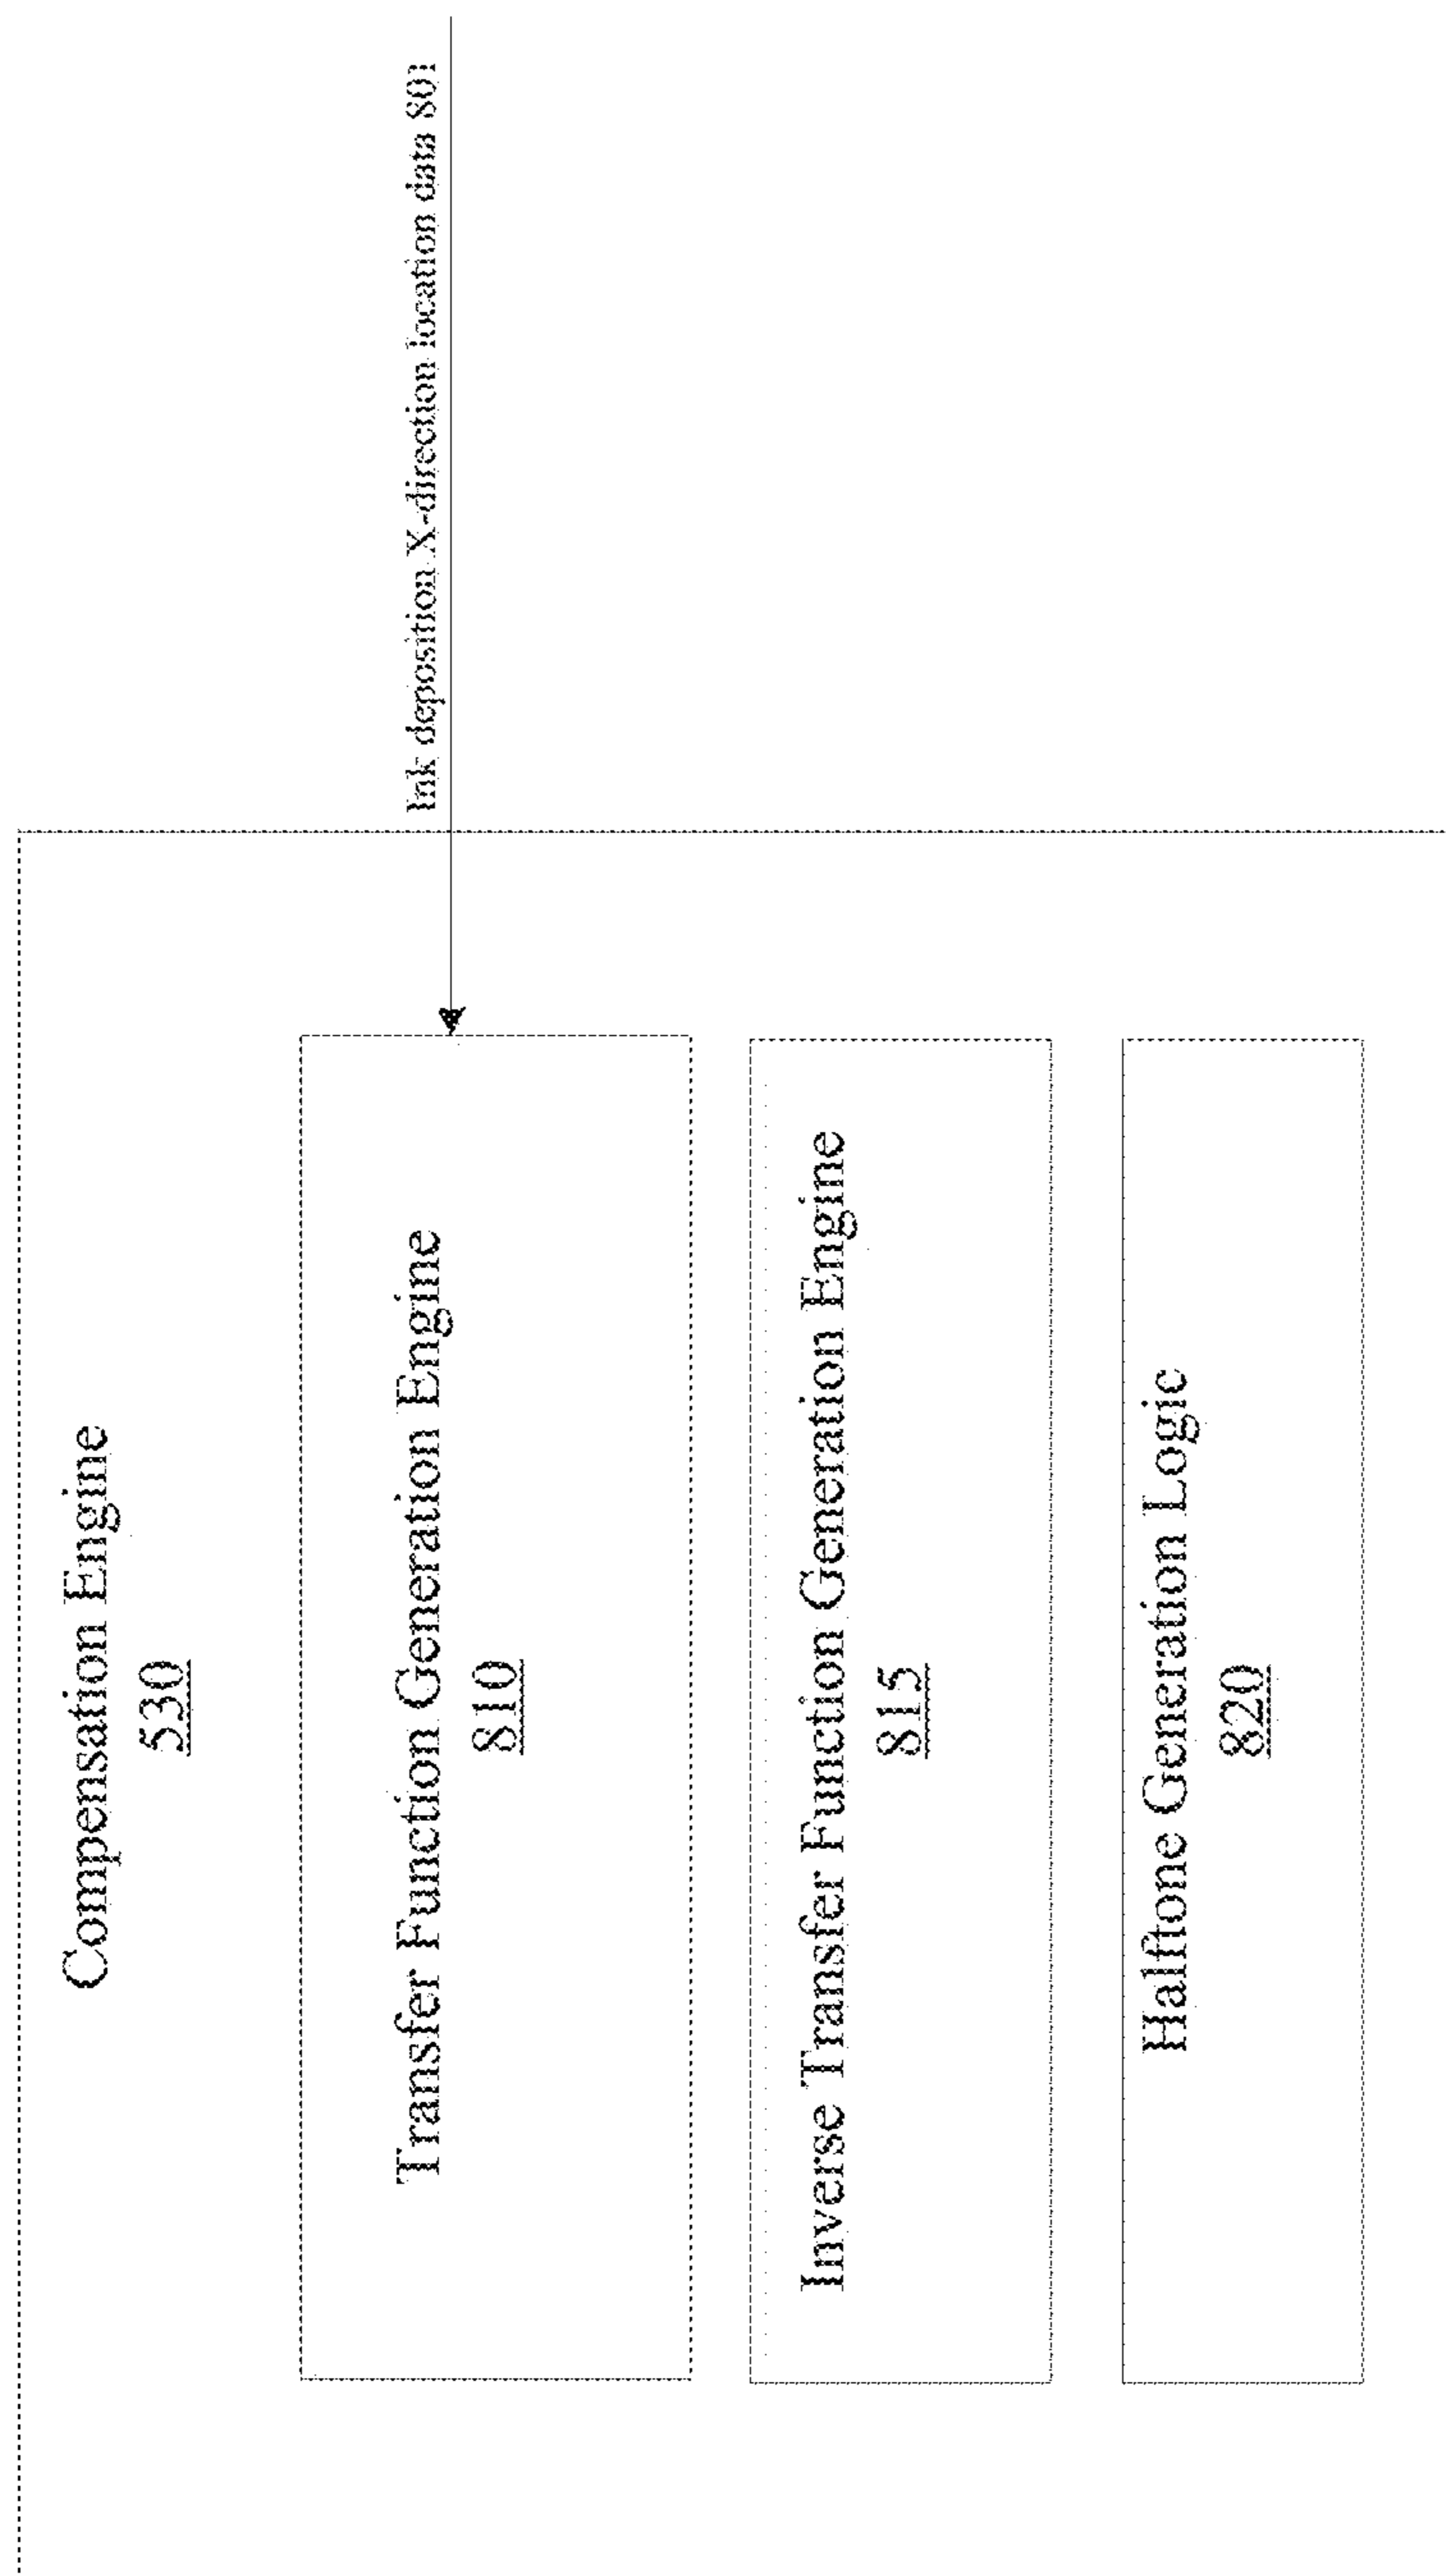 Compensation Engine
530
Ink deposition X-direction location data 801
Transfer Function Generation Engine
810
Inverse Transfer Function Generation Engine
815
Halftone Generation Logic
820